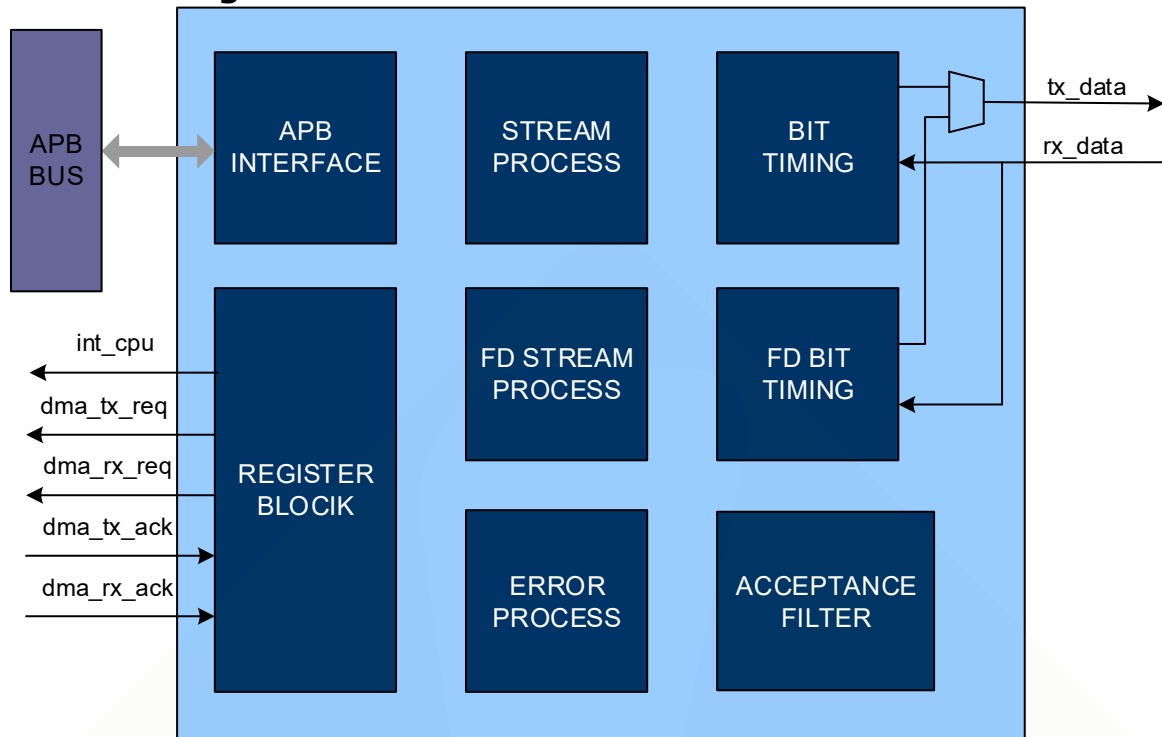 APB
BUS
APB
INTERFACE
STREAM
PROCESS
BIT
TIMING
tx_data
rx_data
int_cpu
dma_tx_req
dma_rx_req
dma_tx_ack
dma_rx_ack
REGISTER
BLOCIK
FD STREAM
PROCESS
FD BIT
TIMING
ERROR
PROCESS
ACCEPTANCE
FILTER